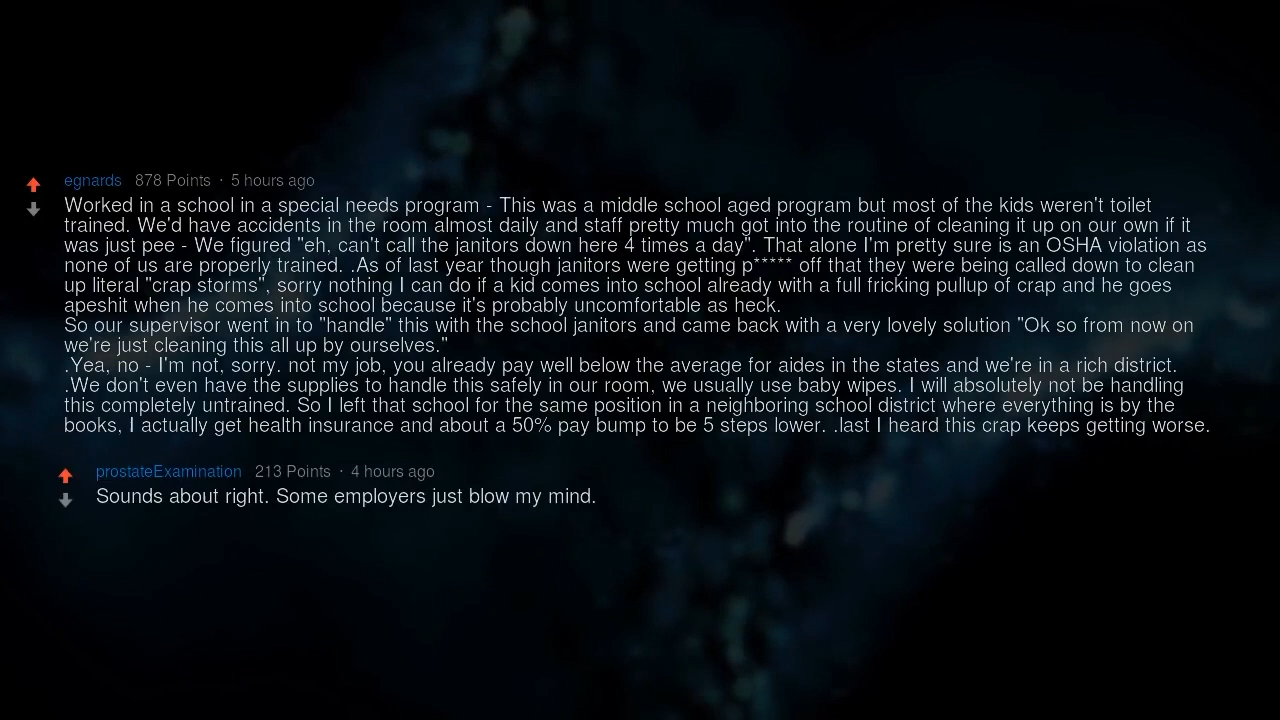 egnards 878 Points · 5 hours ago
Worked in a school in a special needs program - This was a middle school aged program but most of the kids weren't toilet
trained. We'd have accidents in the room almost daily and staff pretty much got into the routine of cleaning it up on our own if it
was just pee - We figured "eh, can't call the janitors down here 4 times a day". That alone I'm pretty sure is an OSHA violation as
none of us are properly trained. .As of last year though janitors were getting p***** off that they were being called down to clean
up literal "crap storms", sorry nothing I can do if a kid comes into school already with a full fricking pullup of crap and he goes
apeshit when he comes into school because it's probably uncomfortable as heck.
So our supervisor went in to "handle" this with the school janitors and came back with a very lovely solution "Ok so from now on
we're just cleaning this all up by ourselves."
.Yea, no - I'm not, sorry. not my job, you already pay well below the average for aides in the states and we're in a rich district.
.We don't even have the supplies to handle this safely in our room, we usually use baby wipes. I will absolutely not be handling
this completely untrained. So I left that school for the same position in a neighboring school district where everything is by the
books, I actually get health insurance and about a 50% pay bump to be 5 steps lower. .last I heard this crap keeps getting worse.
prostateExamination 213 Points · 4 hours ago
Sounds about right. Some employers just blow my mind.